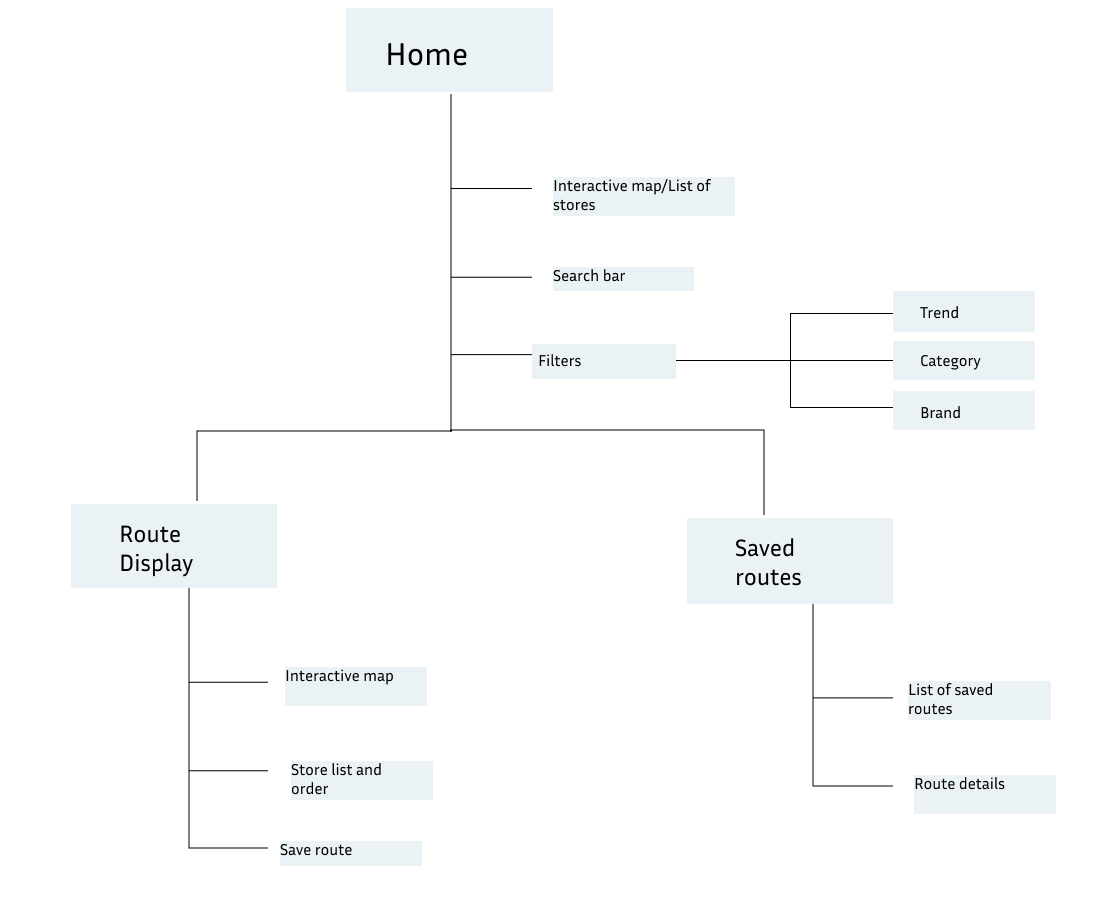 Home
Interactive map/List of
stores
Search bar
Filters
Trend
Category
Brand
Route
Display
Saved
routes
Interactive map
Store list and
order
Save route
List of saved
routes
Route details